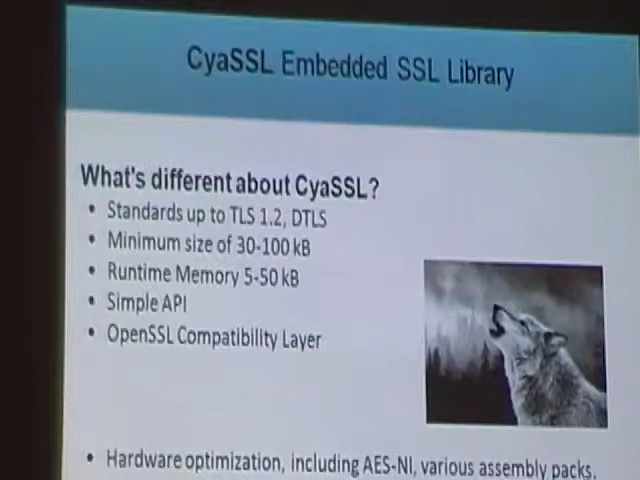 CyaSSL Embedded SSL Library
What's different about CyaSSL?
• Standards up to TLS 1.2, DTLS
• Minimum size of 30-100 kB
• Runtime Memory 5-50 kB
• Simple API
• OpenSSL Compatibility Layer
• Hardware optimization, including AES-NI, various assembly packs,